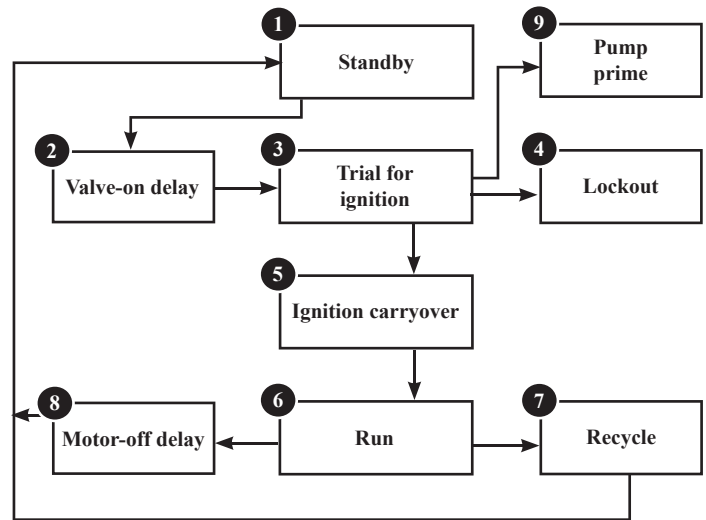 1
Standby
9
Pump
prime
2
Valve-on delay
3
Trial for
ignition
4
Lockout
5
Ignition carryover
8
Motor-off delay
6
Run
7
Recycle